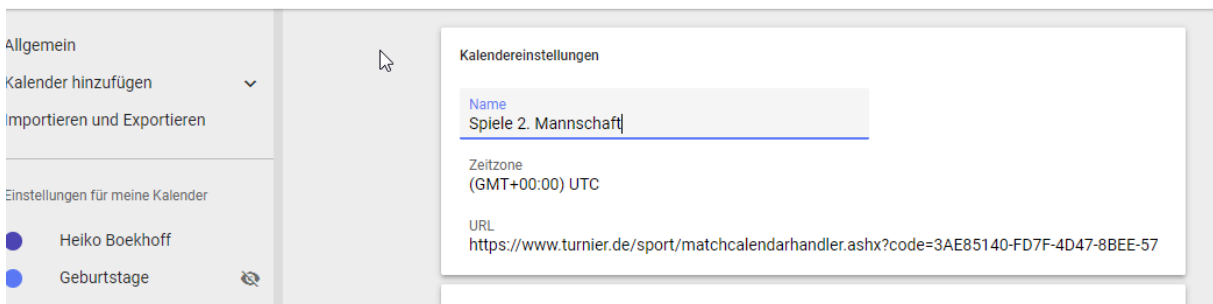 Allgemein
Kalender hinzufügen
Importieren und Exportieren
Einstellungen für meine Kalender
Heiko Boekhoff
Geburtstage
Kalendereinstellungen
Name
Spiele 2. Mannschaft
Zeitzone
(GMT+00:00) UTC
URL
https://www.turnier.de/sport/matchcalendarhandler.ashx?code=3AE85140-FD7F-4D47-8BEE-57